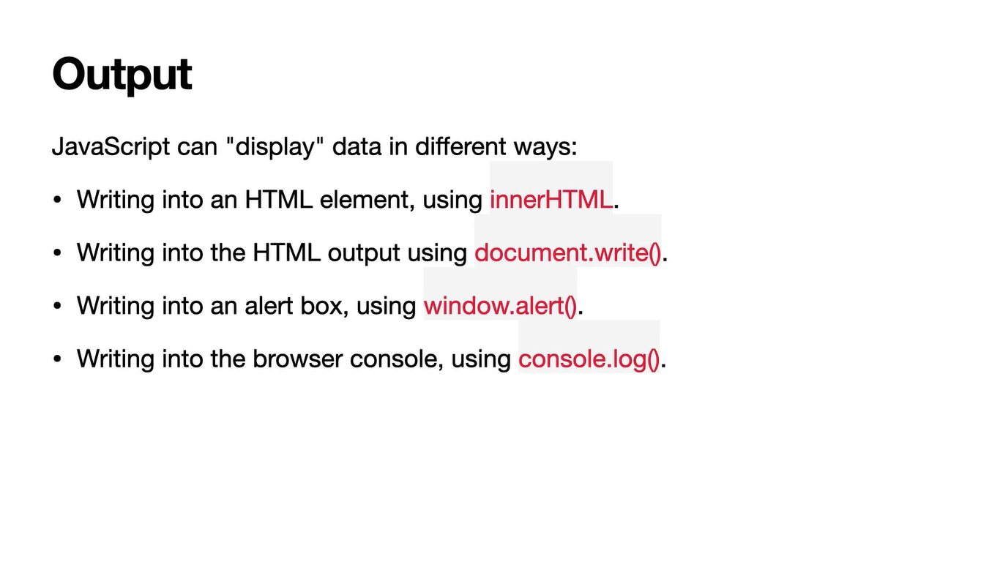 Output
JavaScript can "display" data in different ways:
• Writing into an HTML element, using innerHTML.
• Writing into the HTML output using document.write().
• Writing into an alert box, using window.alert().
• Writing into the browser console, using console.log().